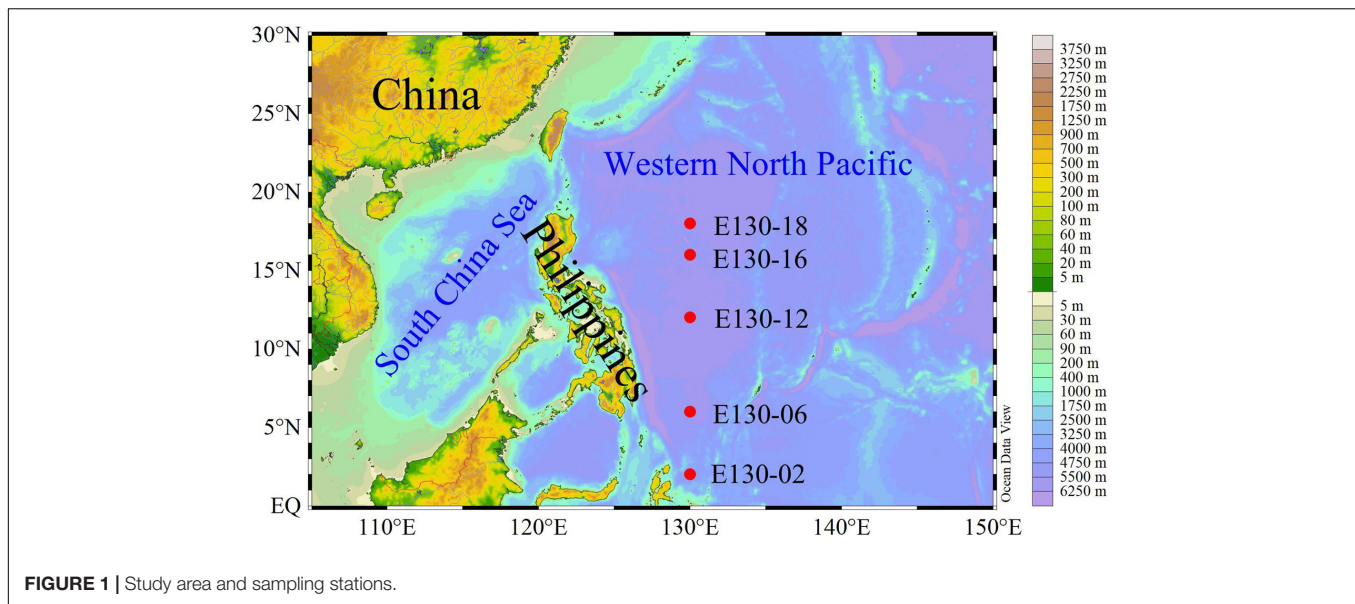 30°N
25°N
20°N
15°N
10°N
5°N
EQ
110°E
120°E
130°E
140°E
150°E
China
Western North Pacific
South China Sea
Philippines
E130-18
E130-16
E130-12
E130-06
E130-02
Ocean Data View
3750 m
3250 m
2750 m
2250 m
1750 m
1250 m
900 m
700 m
500 m
300 m
200 m
100 m
80 m
60 m
40 m
20 m
5 m
5 m
30 m
60 m
90 m
200 m
400 m
1000 m
1750 m
2500 m
3250 m
4000 m
4750 m
5500 m
6250 m
FIGURE 1 | Study area and sampling stations.